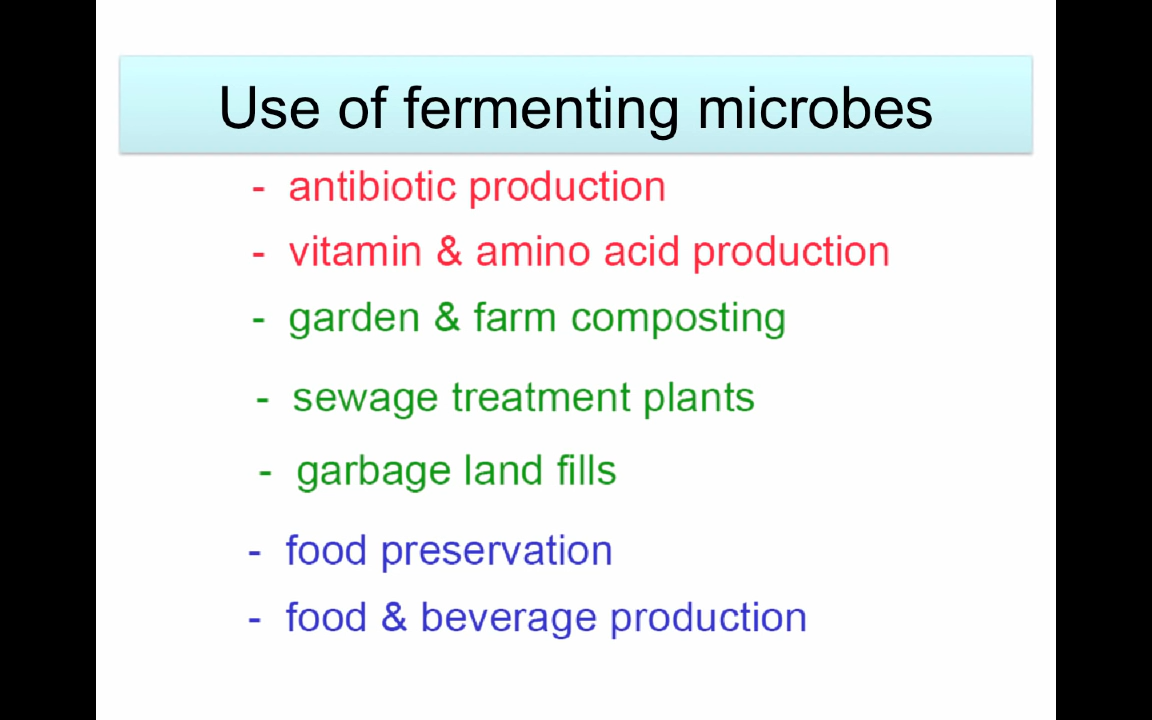 Use of fermenting microbes
- antibiotic production
- vitamin & amino acid production
- garden & farm composting
- sewage treatment plants
- garbage land fills
- food preservation
- food & beverage production